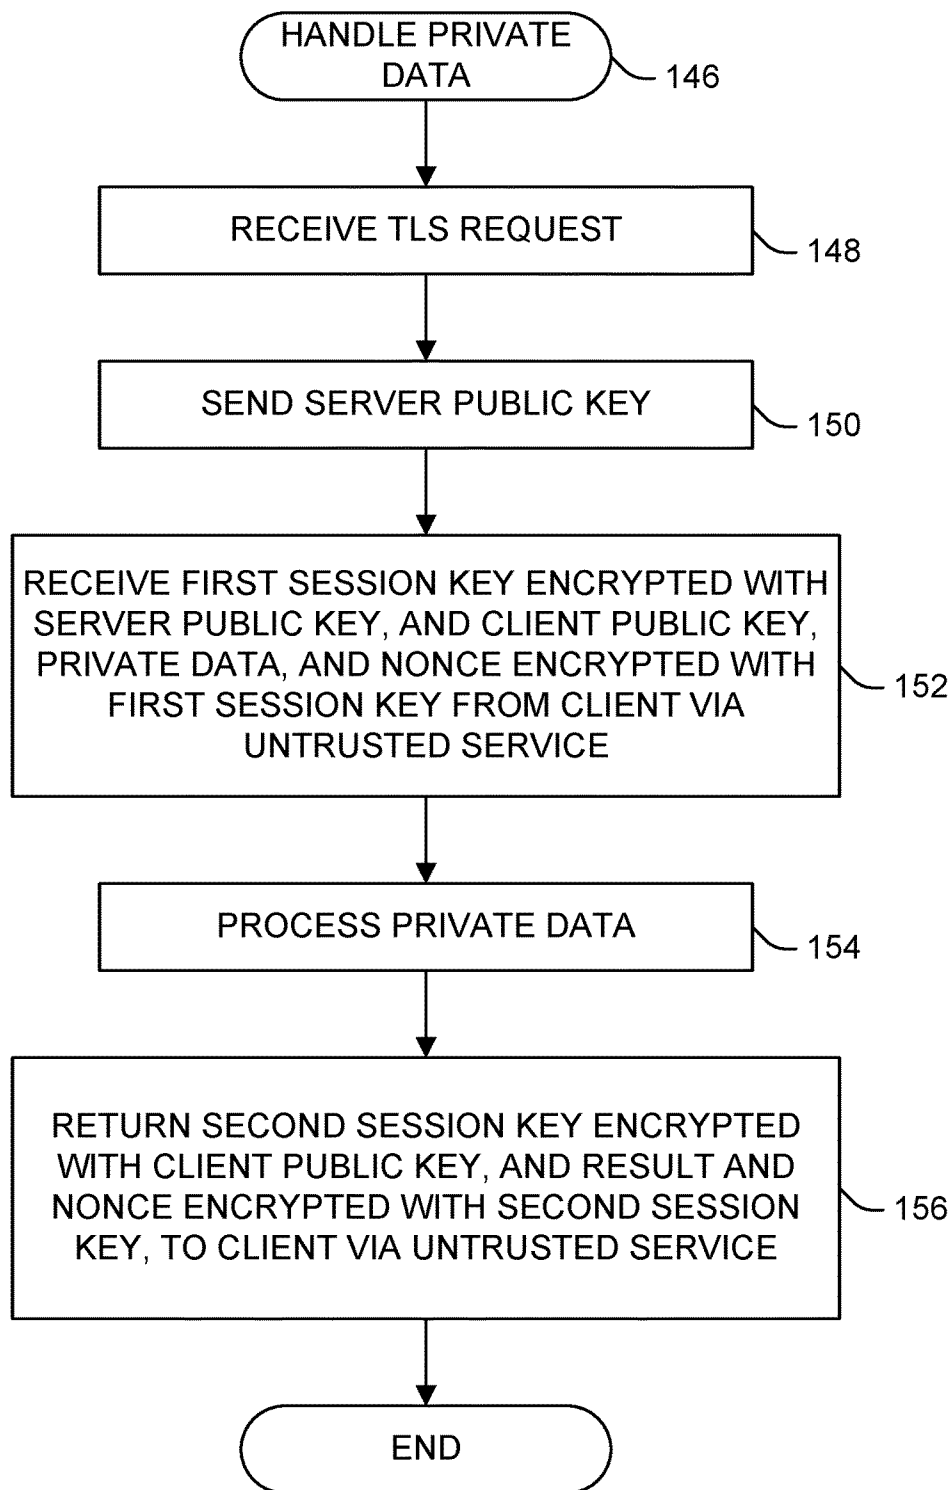 HANDLE PRIVATE
DATA
146
RECEIVE TLS REQUEST
148
SEND SERVER PUBLIC KEY
150
RECEIVE FIRST SESSION KEY ENCRYPTED WITH
SERVER PUBLIC KEY, AND CLIENT PUBLIC KEY,
PRIVATE DATA, AND NONCE ENCRYPTED WITH
FIRST SESSION KEY FROM CLIENT VIA
UNTRUSTED SERVICE
152
PROCESS PRIVATE DATA
154
RETURN SECOND SESSION KEY ENCRYPTED
WITH CLIENT PUBLIC KEY, AND RESULT AND
NONCE ENCRYPTED WITH SECOND SESSION
KEY, TO CLIENT VIA UNTRUSTED SERVICE
156
END